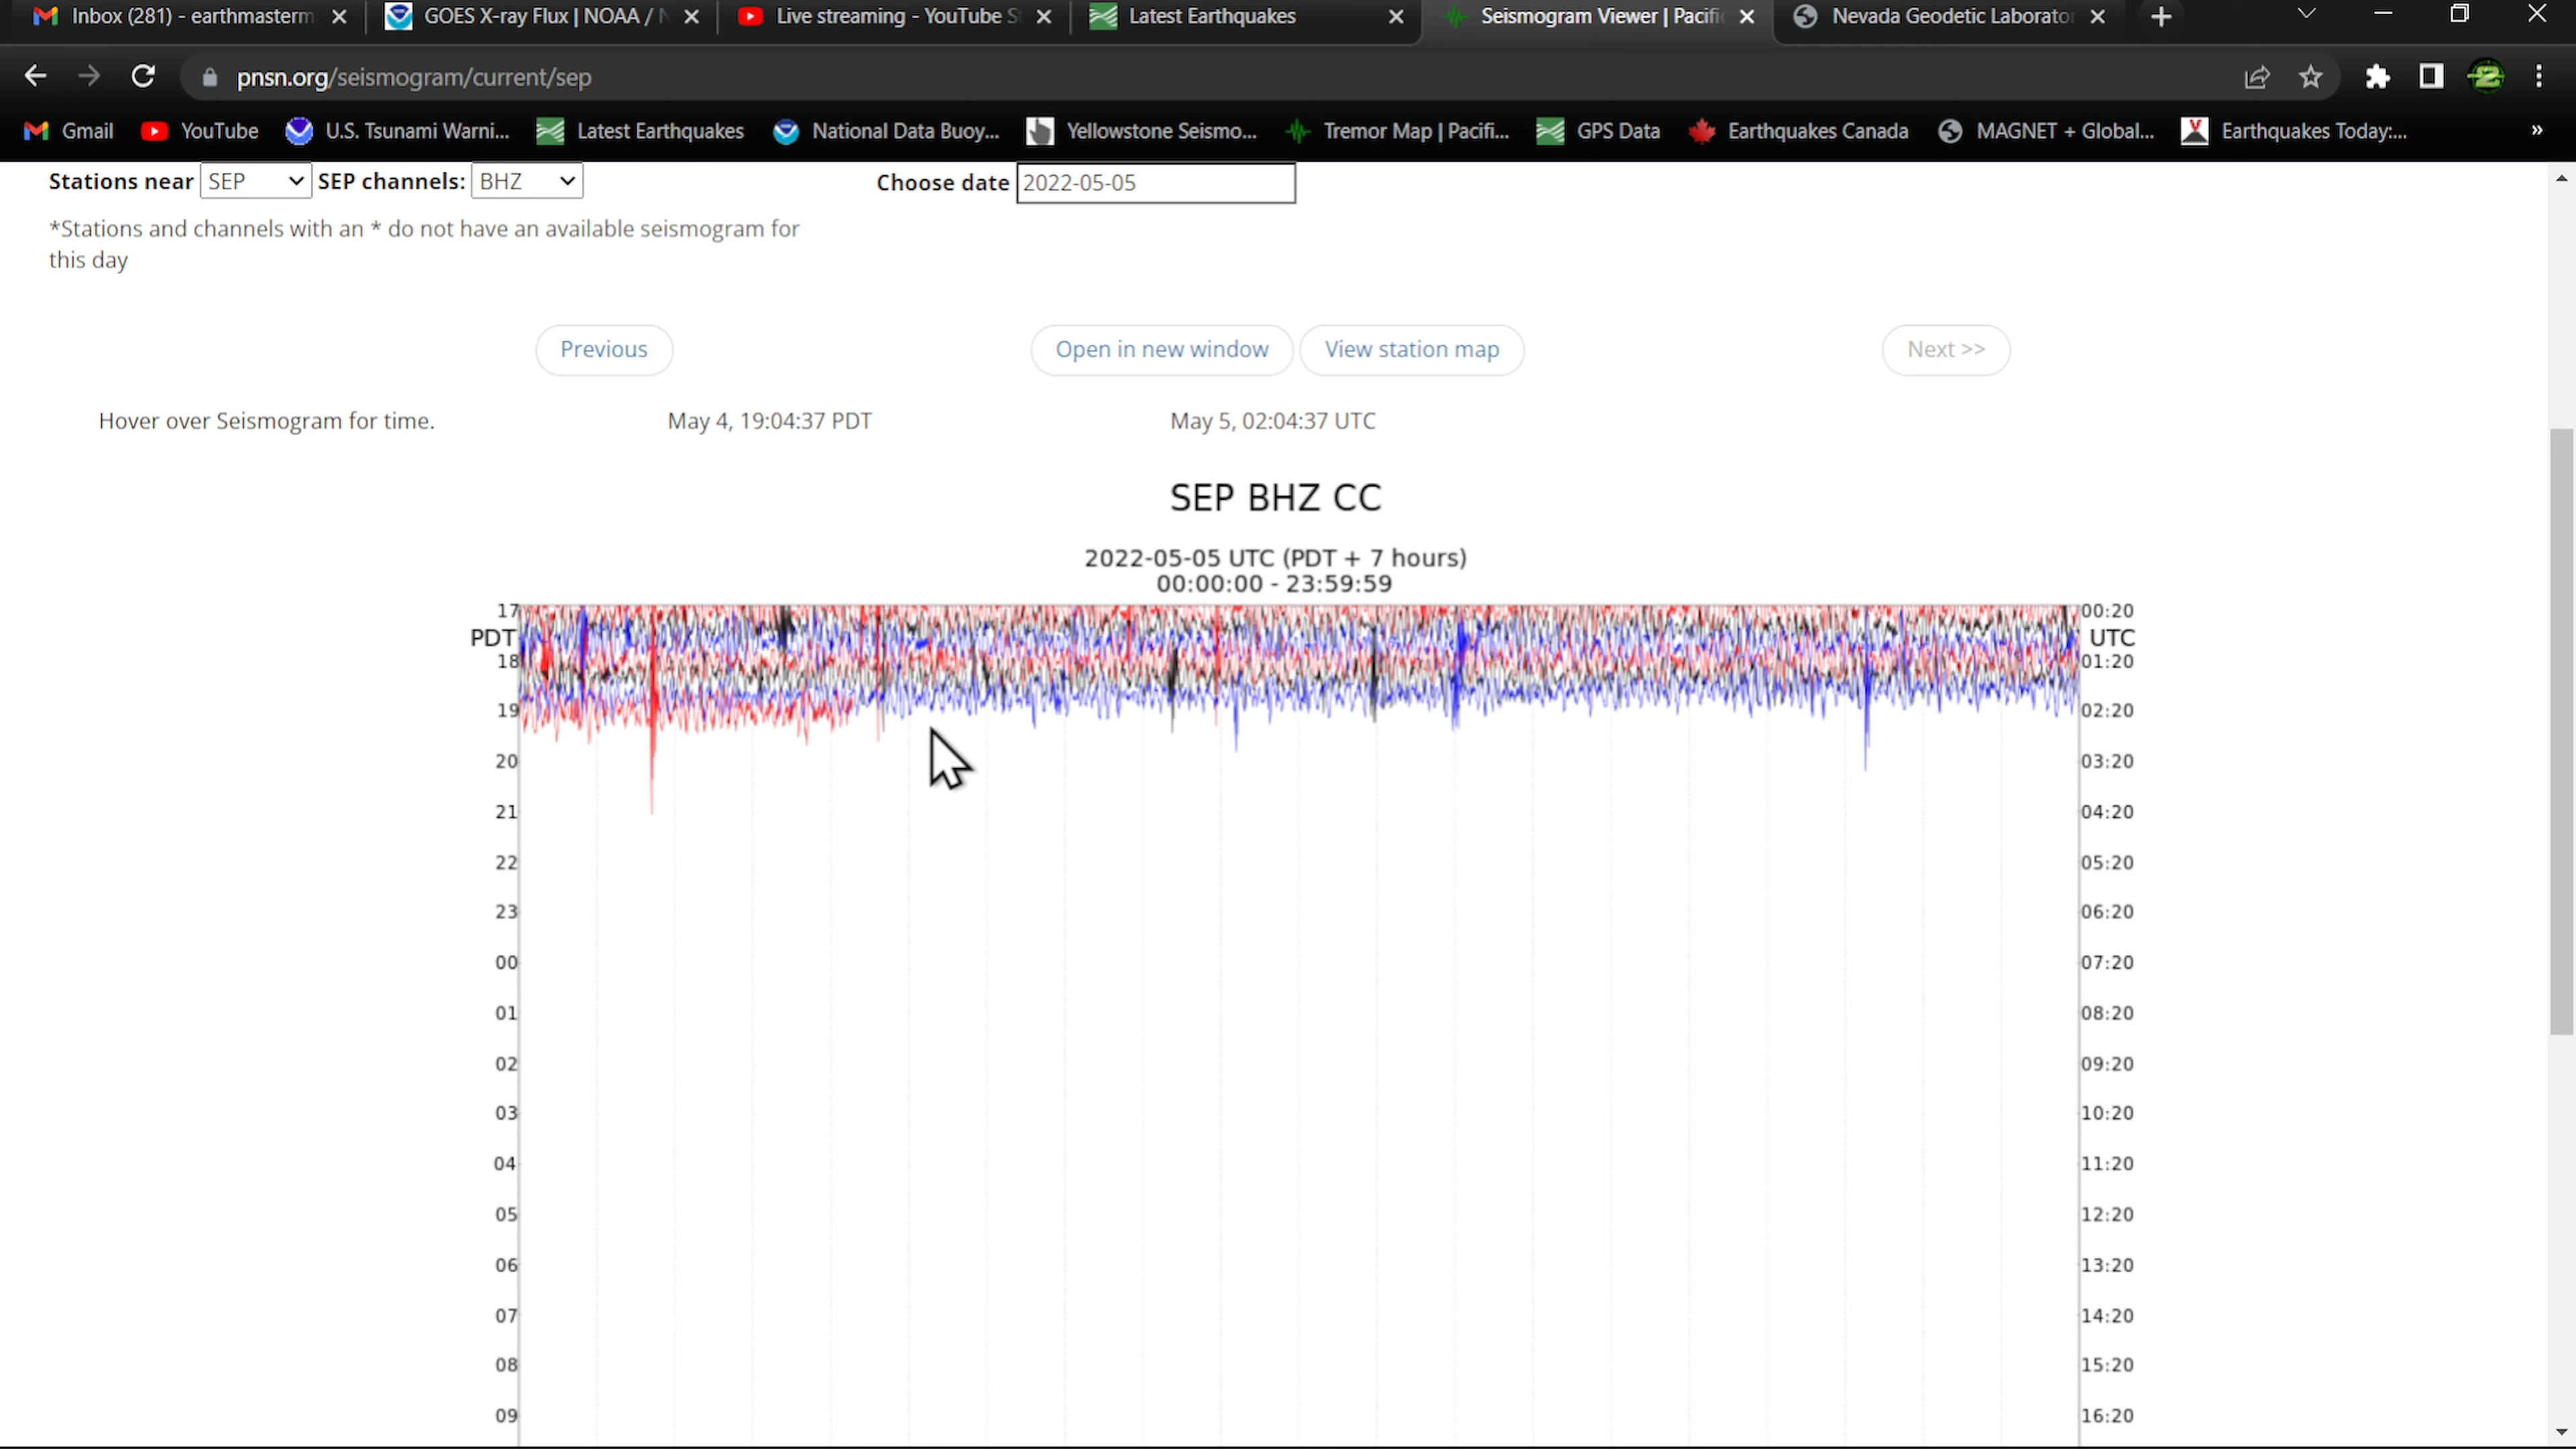 Inbox (281) - earthmasterm
GOES X-ray Flux | NOAA / N
Live streaming - YouTube S
Latest Earthquakes
Seismogram Viewer | Pacific
Nevada Geodetic Laborator
pnsn.org/seismogram/current/sep
Gmail
YouTube
U.S. Tsunami Warni...
Latest Earthquakes
National Data Buoy...
Yellowstone Seismo...
Tremor Map | Pacifi...
GPS Data
Earthquakes Canada
MAGNET + Global...
Earthquakes Today:...
»
Stations near SEP SEP channels: BHZ
Choose date 2022-05-05
*Stations and channels with an * do not have an available seismogram for
this day
Previous
Open in new window
View station map
Next >>
Hover over Seismogram for time.
May 4, 19:04:37 PDT
May 5, 02:04:37 UTC
SEP BHZ CC
2022-05-05 UTC (PDT + 7 hours)
00:00:00 - 23:59:59
17 00:20
PDT UTC
18 01:20
19 02:20
20 03:20
21 04:20
22 05:20
23 06:20
00 07:20
01 08:20
02 09:20
03 10:20
04 11:20
05 12:20
06 13:20
07 14:20
08 15:20
09 16:20